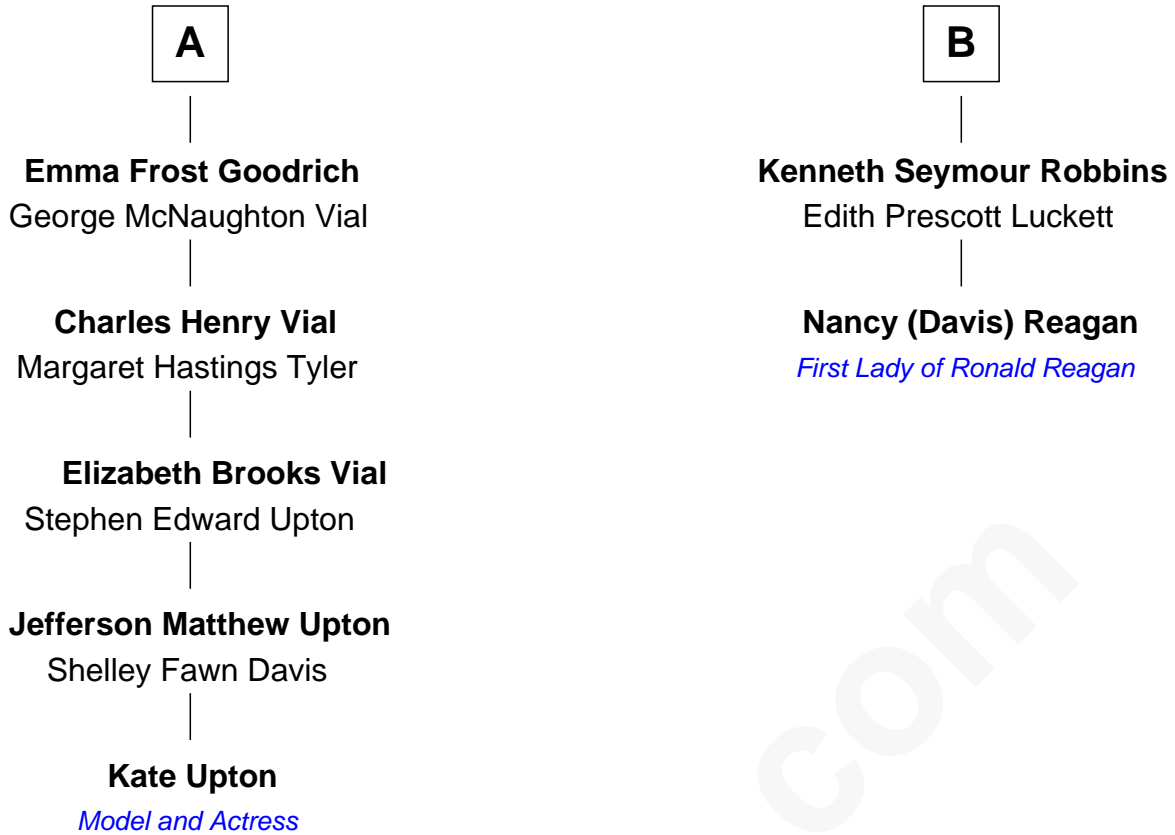 A
Emma Frost Goodrich
George McNaughton Vial
Charles Henry Vial
Margaret Hastings Tyler
Elizabeth Brooks Vial
Stephen Edward Upton
Jefferson Matthew Upton
Shelley Fawn Davis
Kate Upton
Model and Actress
B
Kenneth Seymour Robbins
Edith Prescott Luckett
Nancy (Davis) Reagan
First Lady of Ronald Reagan
com